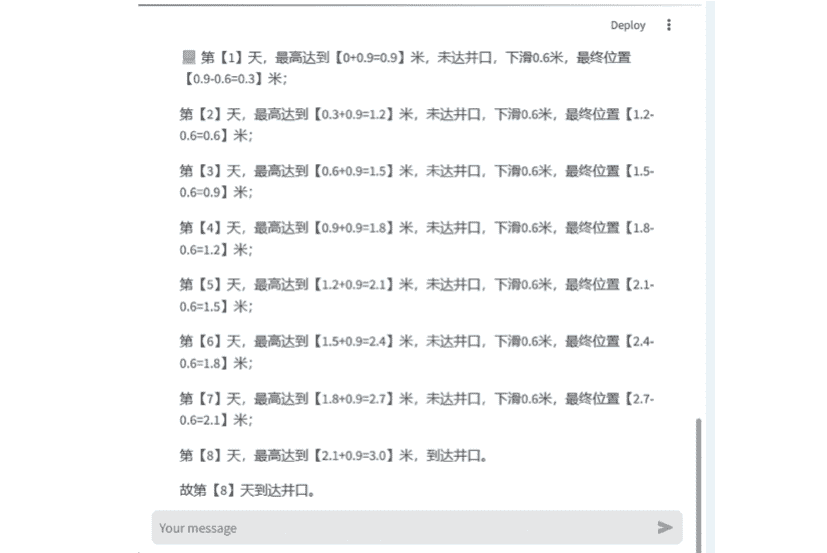 Deploy
第【1】天，最高达到【0+0.9=0.9】米，未达井口，下滑0.6米，最终位置
【0.9-0.6=0.3】米；
第【2】天，最高达到【0.3+0.9=1.2】米，未达井口，下滑0.6米，最终位置【1.2-
0.6=0.6】米；
第【3】天，最高达到【0.6+0.9=1.5】米，未达井口，下滑0.6米，最终位置【1.5-
0.6=0.9】米；
第【4】天，最高达到【0.9+0.9=1.8】米，未达井口，下滑0.6米，最终位置【1.8-
0.6=1.2】米；
第【5】天，最高达到【1.2+0.9=2.1】米，未达井口，下滑0.6米，最终位置【2.1-
0.6=1.5】米；
第【6】天，最高达到【1.5+0.9=2.4】米，未达井口，下滑0.6米，最终位置【2.4-
0.6=1.8】米；
第【7】天，最高达到【1.8+0.9=2.7】米，未达井口，下滑0.6米，最终位置【2.7-
0.6=2.1】米；
第【8】天，最高达到【2.1+0.9=3.0】米，到达井口。
故第【8】天到达井口。
Your message